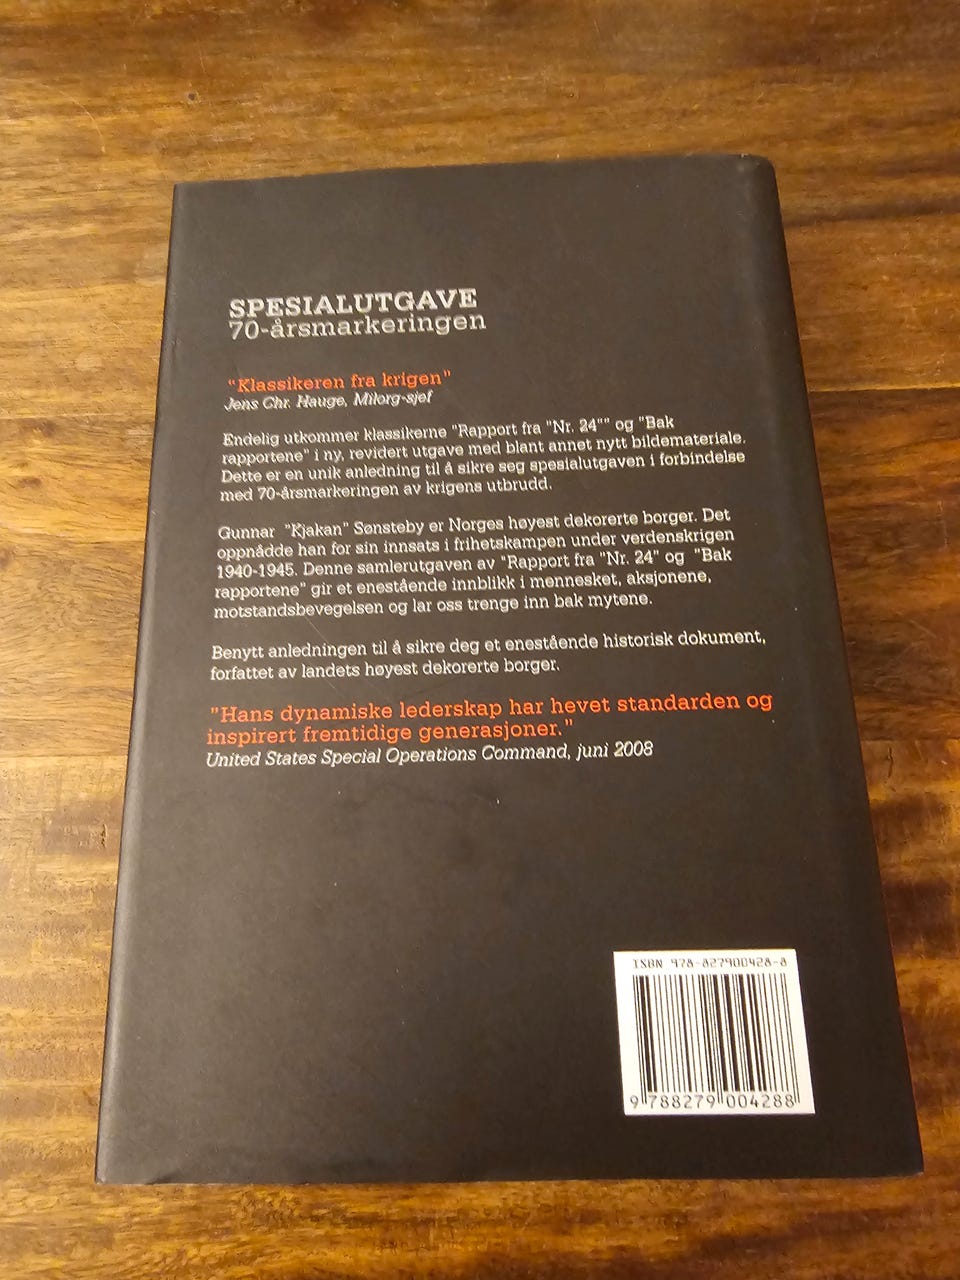 SPESIALUTGAVE
70-årsmarkeringen
"Klassikeren fra krigen"
Jens Chr. Hauge, Milorg-sjef
Endelig utkommer klassikerne "Rapport fra "Nr. 24"" og "Bak
rapportene" i ny, revidert utgave med blant annet nytt bildemateriale.
Dette er en unik anledning til å sikre seg spesialutgaven i forbindelse
med 70-årsmarkeringen av krigens utbrudd.
Gunnar "Kjakan" Sønsteby er Norges høyest dekorerte borger. Det
oppnådde han for sin innsats i frihetskampen under verdenskrigen
1940-1945. Denne samlerutgaven av "Rapport fra "Nr. 24" og "Bak
rapportene" gir et enestående innblikk i mennesket, aksjonene,
motstandsbevegelsen og lar oss trenge inn bak mytene.
Benytt anledningen til å sikre deg et enestående historisk dokument,
forfattet av landets høyest dekorerte borger.
"Hans dynamiske lederskap har hevet standarden og
inspirert fremtidige generasjoner."
United States Special Operations Command, juni 2008
ISBN 978-827900428-8
9 788279 004288